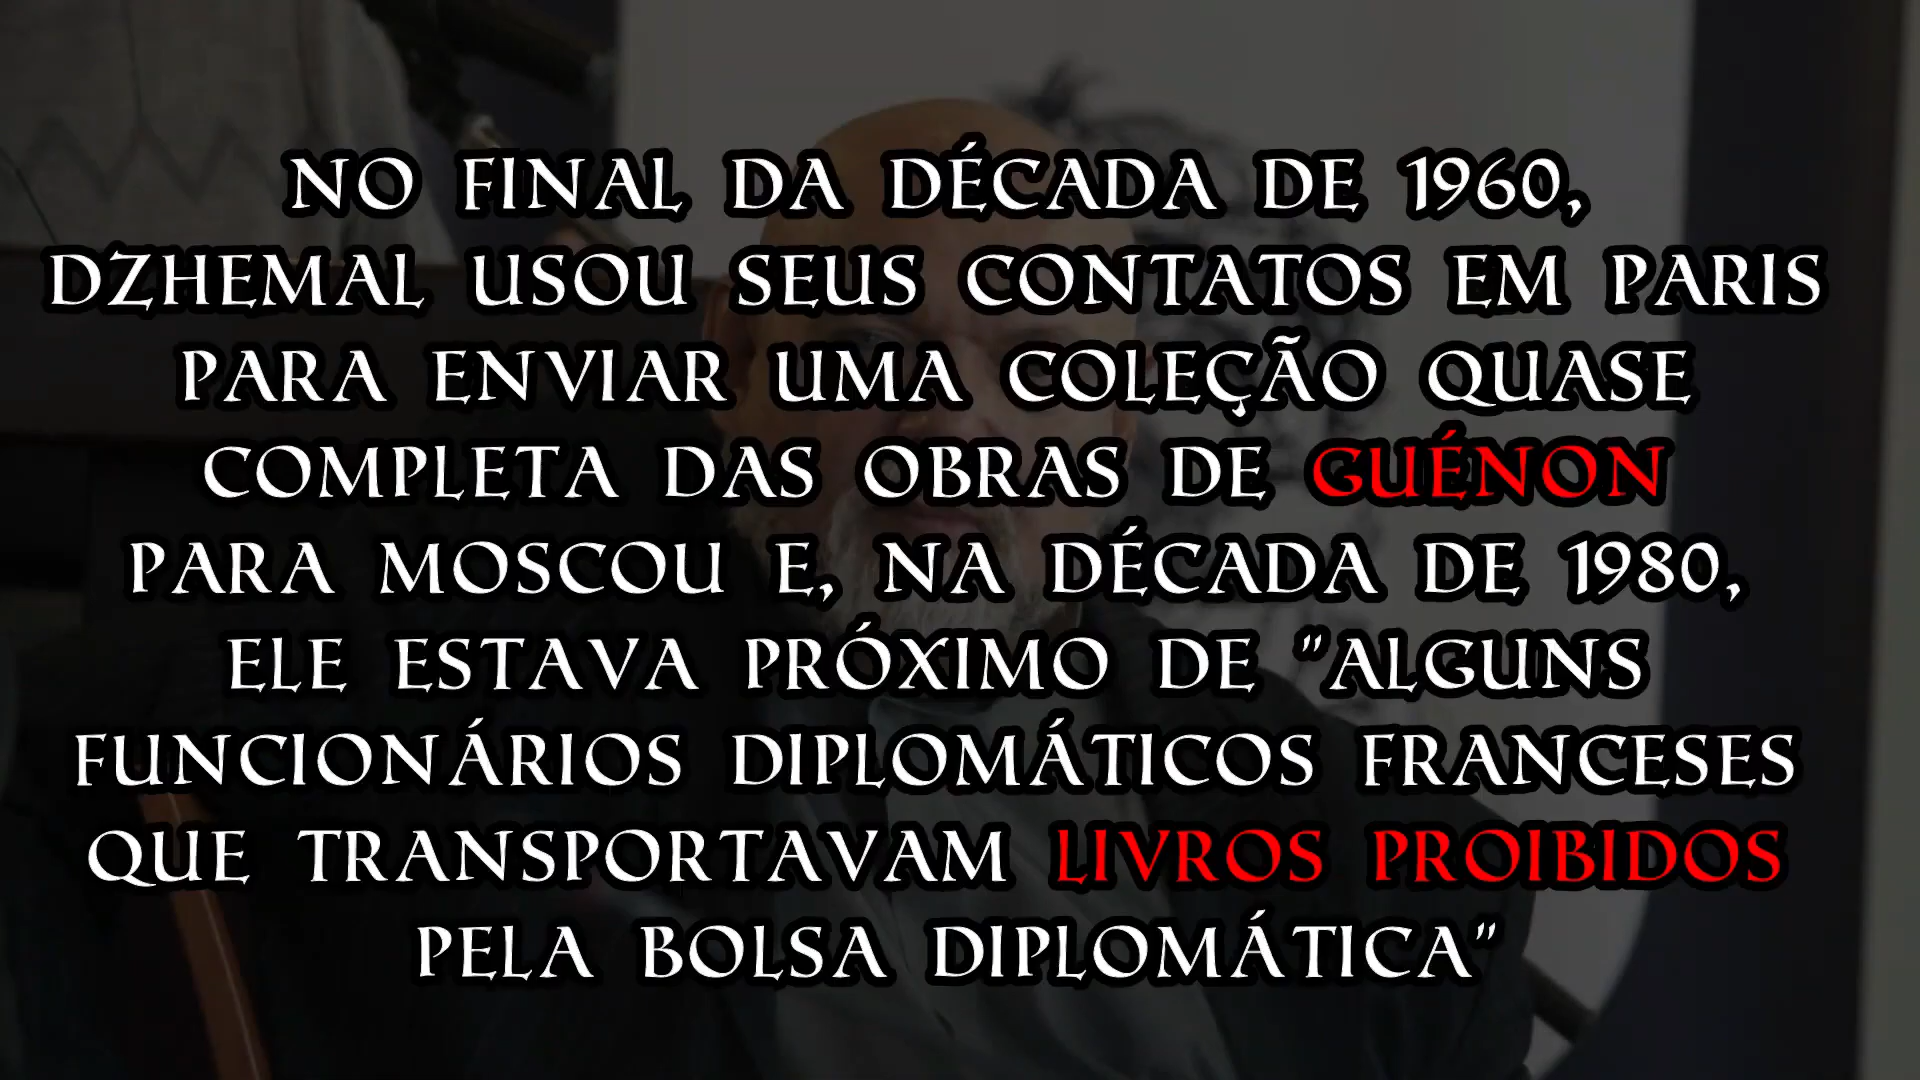 NO FINAL DA DÉCADA DE 1960,
DZHEMAL USOU SEUS CONTATOS EM PARIS
PARA ENVIAR UMA COLEÇÃO QUASE
COMPLETA DAS OBRAS DE GUÉNON
PARA MOSCOU E, NA DÉCADA DE 1980,
ELE ESTAVA PRÓXIMO DE "ALGUNS
FUNCIONÁRIOS DIPLOMÁTICOS FRANCESES
QUE TRANSPORTAVAM LIVROS PROIBIDOS
PELA BOLSA DIPLOMÁTICA"